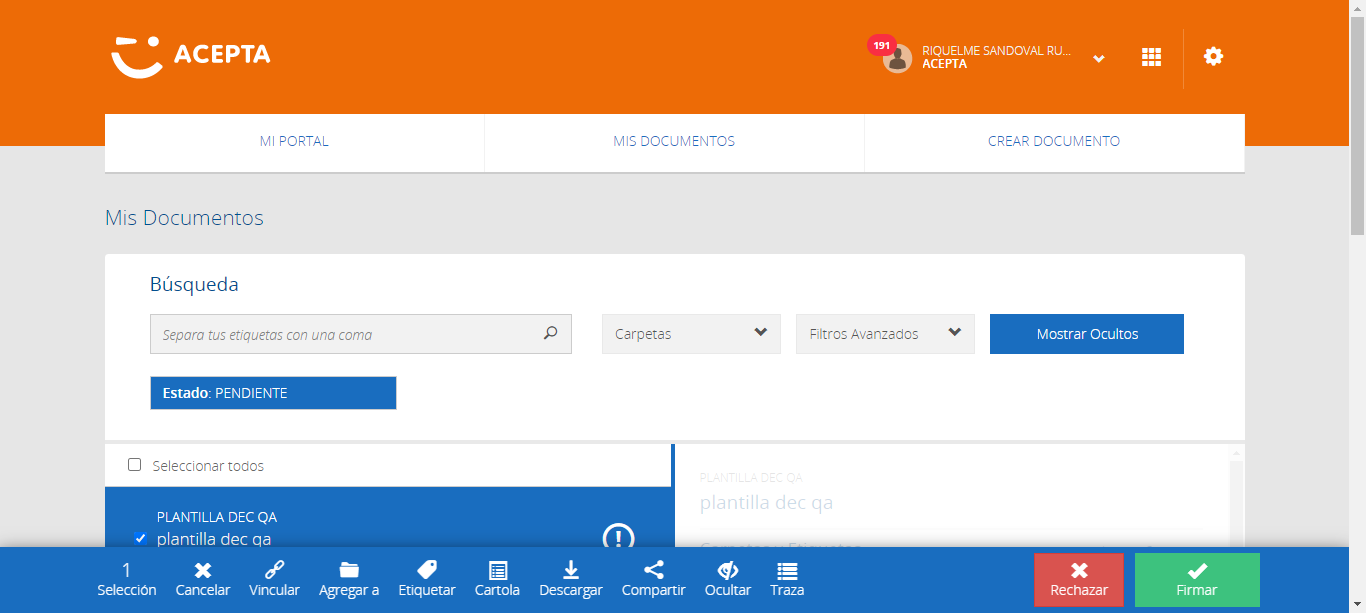 ACEPTA
191
RIQUELME SANDOVAL RU...
ACEPTA
MI PORTAL
MIS DOCUMENTOS
CREAR DOCUMENTO
Mis Documentos
Búsqueda
Separa tus etiquetas con una coma
Carpetas
Filtros Avanzados
Mostrar Ocultos
Estado: PENDIENTE
Seleccionar todos
PLANTILLA DEC QA
plantilla dec qa
PLANTILLA DEC QA
plantilla dec qa
Carpetas y Etiquetas
1
Selección
Cancelar
Vincular
Agregar a
Etiquetar
Cartola
Descargar
Compartir
Ocultar
Traza
Rechazar
Firmar